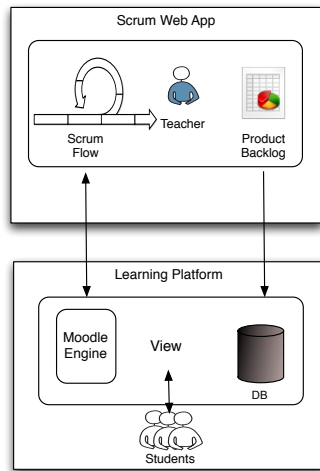 Scrum Web App
Teacher
Scrum
Flow
Product
Backlog
Learning Platform
Moodle
Engine
View
DB
Students